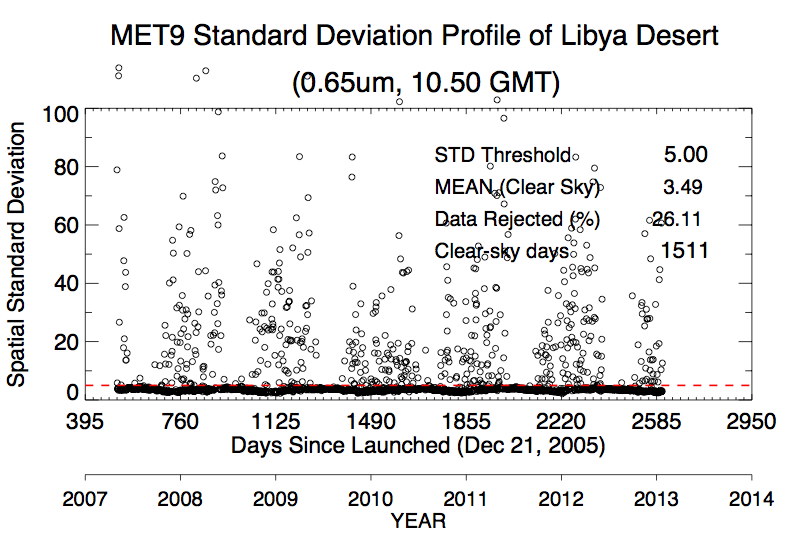 MET9 Standard Deviation Profile of Libya Desert
(0.65um, 10.50 GMT)
Spatial Standard Deviation
100
80
60
40
20
0
STD Threshold 5.00
MEAN (Clear Sky) 3.49
Data Rejected (%) 26.11
Clear-sky days 1511
395 760 1125 1490 1855 2220 2585 2950
Days Since Launched (Dec 21, 2005)
2007 2008 2009 2010 2011 2012 2013 2014
YEAR